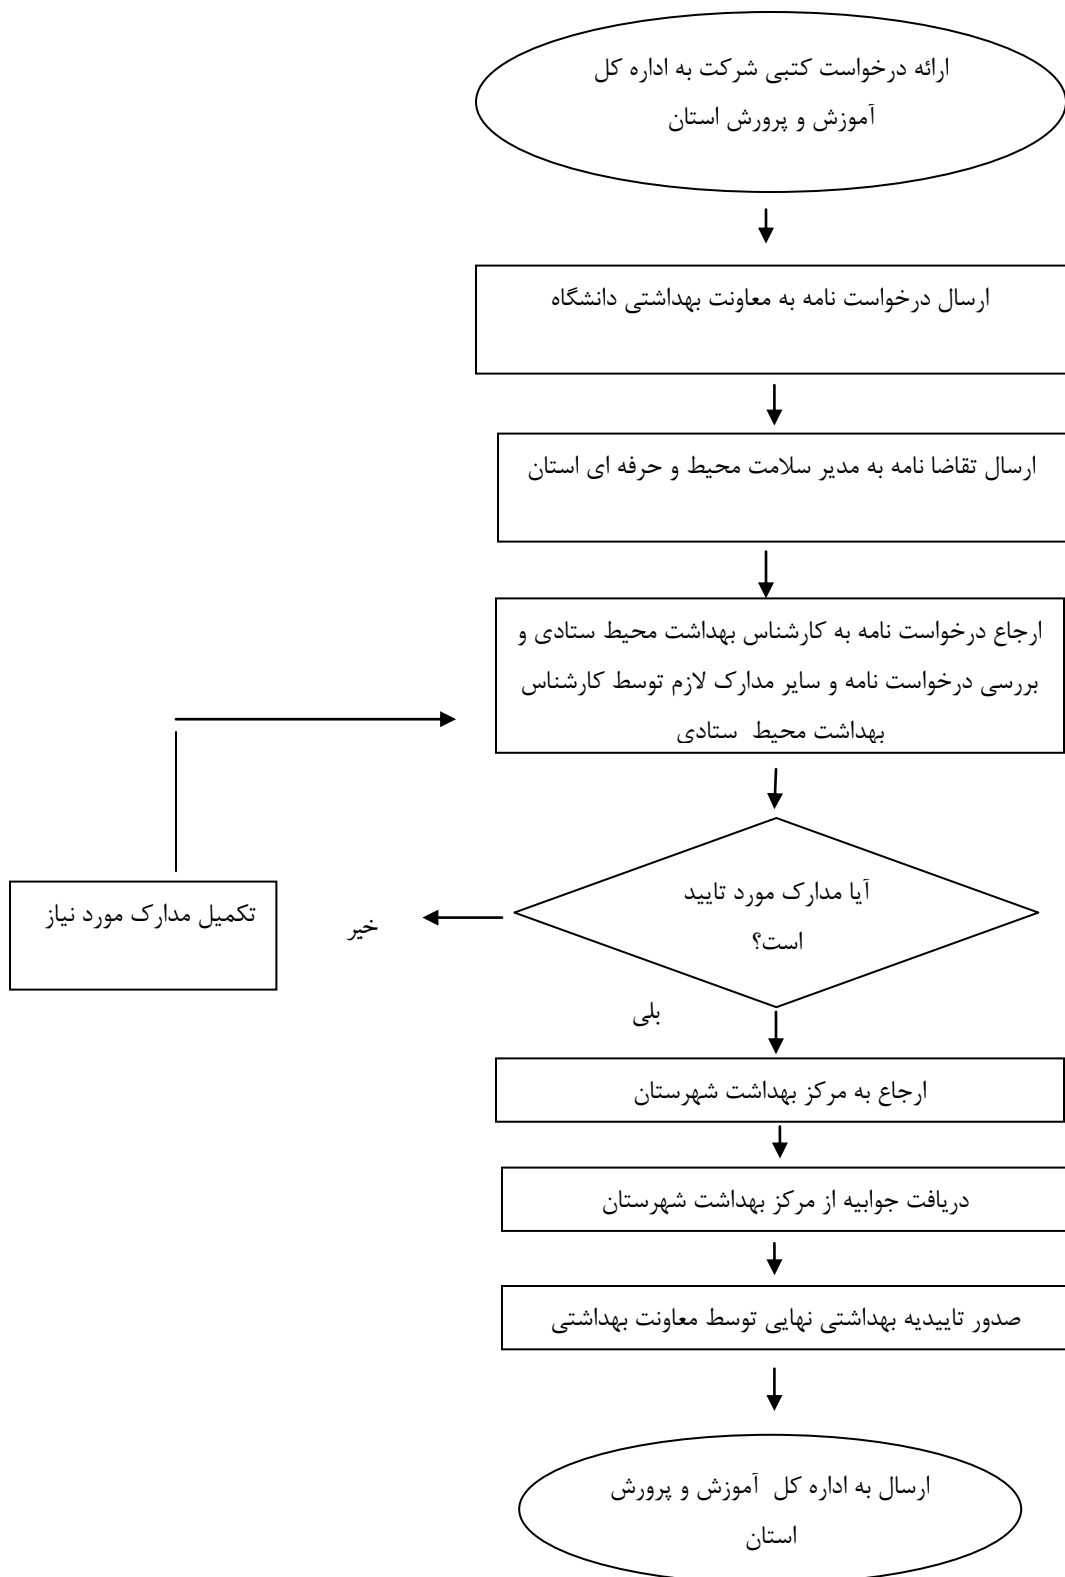 ارائه درخواست کتبی شرکت به اداره کل
آموزش و پرورش استان
ارسال درخواست نامه به معاونت بهداشتی دانشگاه
ارسال تقاضا نامه به مدیر سلامت محیط و حرفه ای استان
ارجاع درخواست نامه به کارشناس بهداشت محیط ستادی و
بررسی درخواست نامه و سایر مدارک لازم توسط کارشناس
بهداشت محیط ستادی
آیا مدارک مورد تایید
است؟
خیر
تکمیل مدارک مورد نیاز
بلی
ارجاع به مرکز بهداشت شهرستان
دریافت جوابیه از مرکز بهداشت شهرستان
صدور تاییدیه بهداشتی نهایی توسط معاونت بهداشتی
ارسال به اداره کل آموزش و پرورش
استان